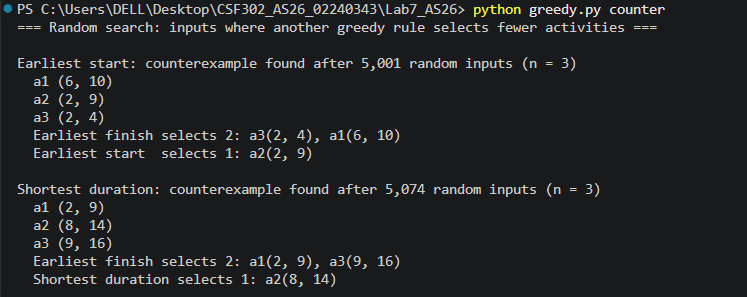 PS C:\Users\DELL\Desktop\CSF302_AS26_02240343\Lab7_AS26> python greedy.py counter
=== Random search: inputs where another greedy rule selects fewer activities ===
Earliest start: counterexample found after 5,001 random inputs (n = 3)
a1 (6, 10)
a2 (2, 9)
a3 (2, 4)
Earliest finish selects 2: a3(2, 4), a1(6, 10)
Earliest start  selects 1: a2(2, 9)
Shortest duration: counterexample found after 5,074 random inputs (n = 3)
a1 (2, 9)
a2 (8, 14)
a3 (9, 16)
Earliest finish selects 2: a1(2, 9), a3(9, 16)
Shortest duration selects 1: a2(8, 14)